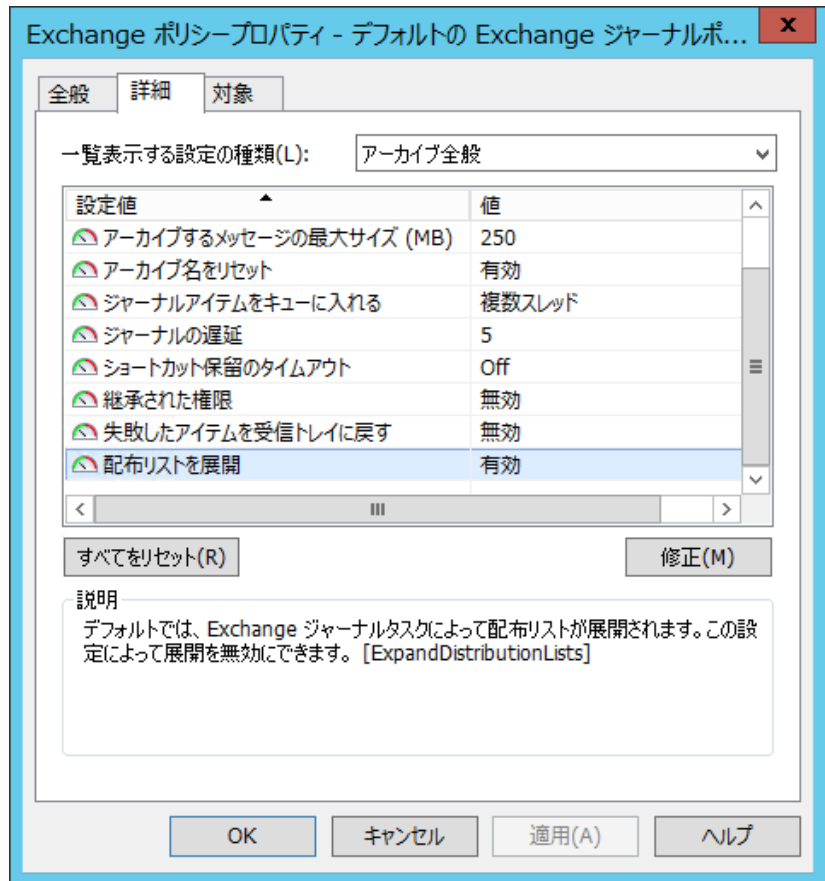 Exchange ポリシープロパティ - デフォルトの Exchange ジャーナルポ... x
全般 詳細 対象
一覧表示する設定の種類(L): アーカイブ全般
設定値 値
アーカイブするメッセージの最大サイズ (MB) 250
アーカイブ名をリセット 有効
ジャーナルアイテムをキューに入れる 複数スレッド
ジャーナルの遅延 5
ショートカット保留のタイムアウト Off
継承された権限 無効
失敗したアイテムを受信トレイに戻す 無効
配布リストを展開 有効
すべてをリセット(R) 修正(M)
説明
デフォルトでは、Exchange ジャーナルタスクによって配布リストが展開されます。この設
定によって展開を無効にできます。 [ExpandDistributionLists]
OK キャンセル 適用(A) ヘルプ